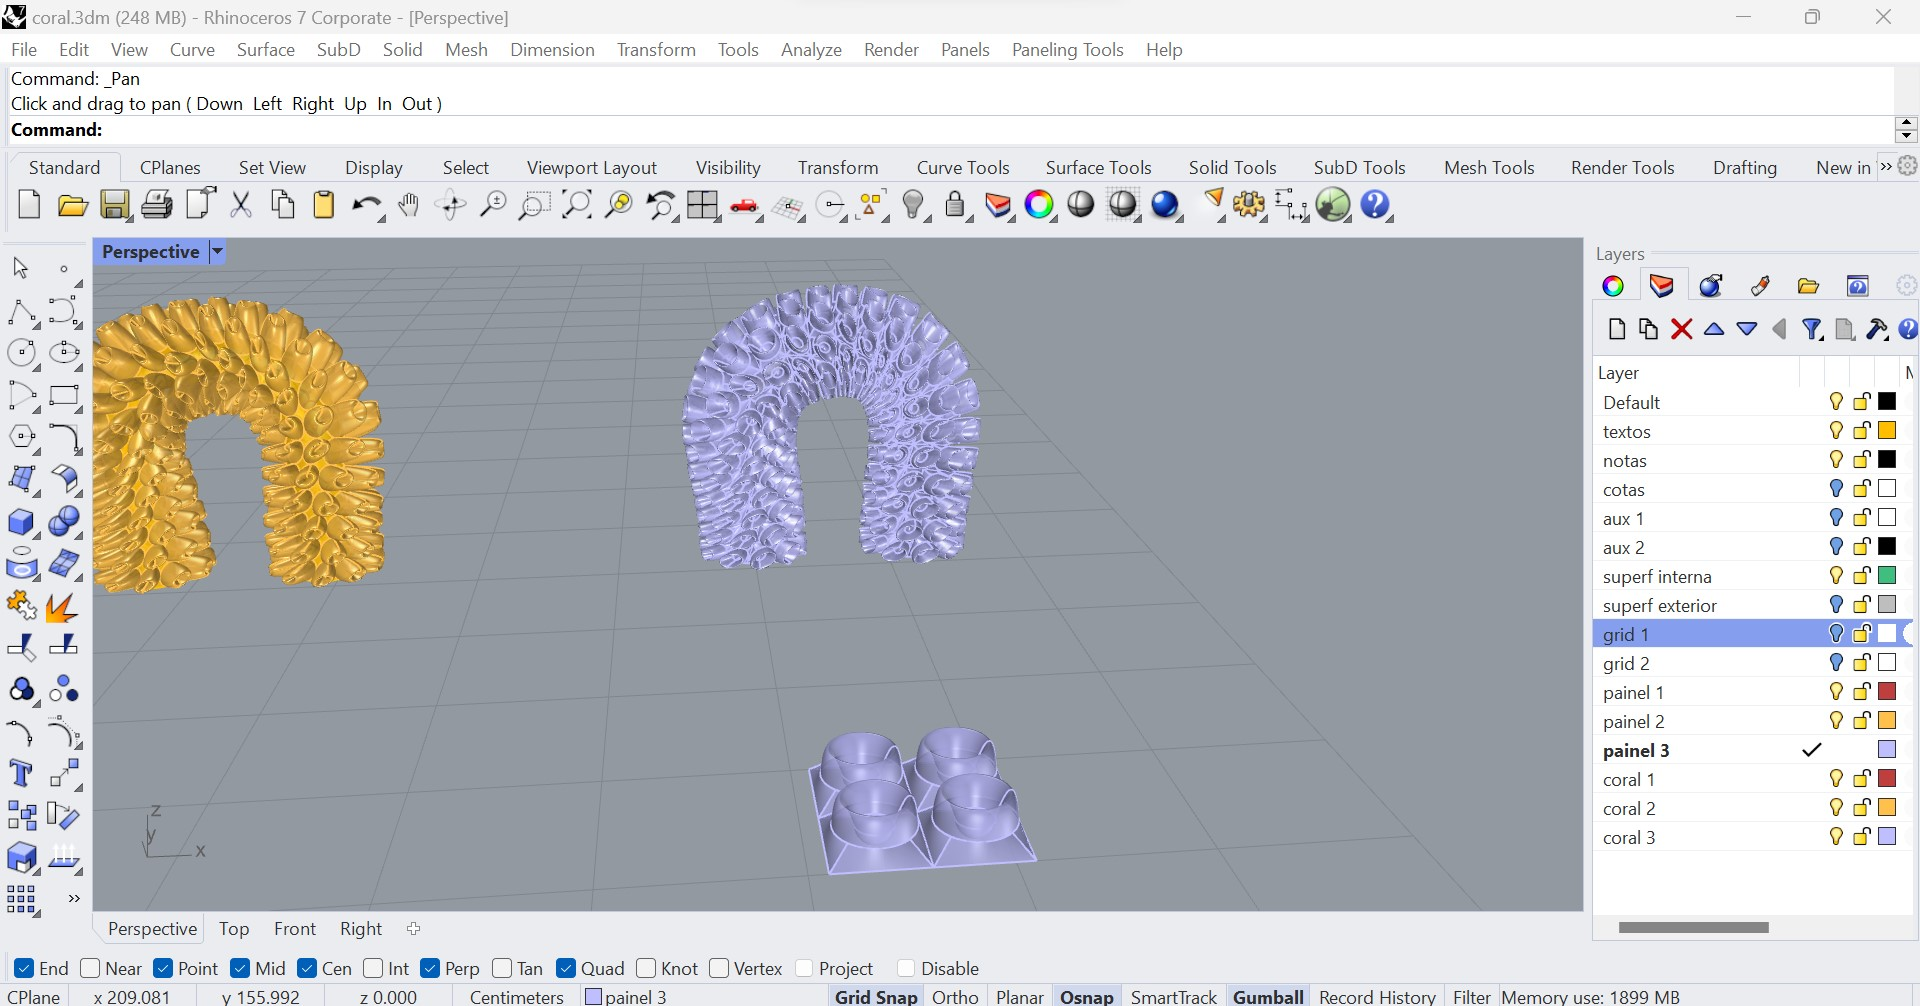 coral.3dm (248 MB) - Rhinoceros 7 Corporate - [Perspective]
File Edit View Curve Surface SubD Solid Mesh Dimension Transform Tools Analyze Render Panels Paneling Tools Help
Command: _Pan
Click and drag to pan ( Down Left Right Up In Out )
Command:
Standard CPlanes Set View Display Select Viewport Layout Visibility Transform Curve Tools Surface Tools Solid Tools SubD Tools Mesh Tools Render Tools Drafting New in
Perspective
Layers
Layer
Default
textos
notas
cotas
aux 1
aux 2
superf interna
superf exterior
grid 1
grid 2
painel 1
painel 2
painel 3
coral 1
coral 2
coral 3
z
y
x
Perspective Top Front Right
End Near Point Mid Cen Int Perp Tan Quad Knot Vertex Project Disable
CPlane x 209.081 y 155.992 z 0.000 Centimeters painel 3 Grid Snap Ortho Planar Osnap SmartTrack Gumball Record History Filter Memory use: 1899 MB